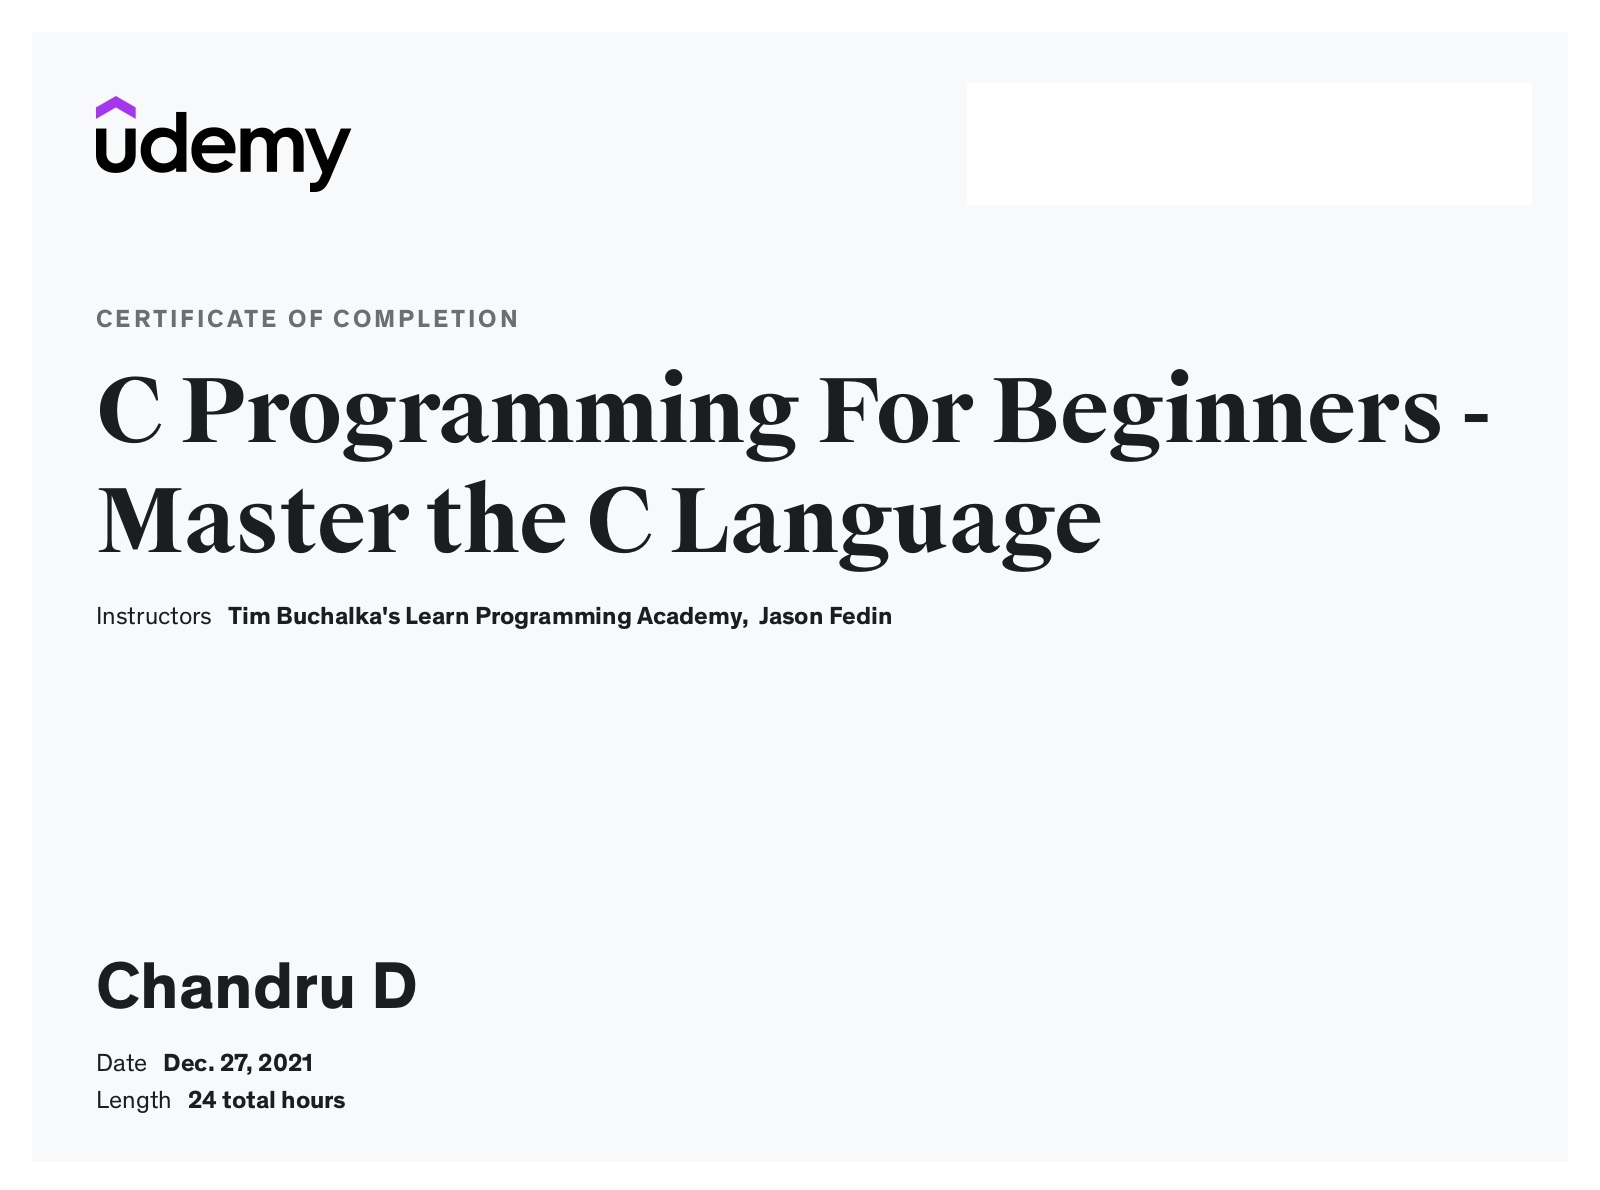 udemy
CERTIFICATE OF COMPLETION
C Programming For Beginners -
Master the C Language
Instructors Tim Buchalka's Learn Programming Academy, Jason Fedin
Chandru D
Date Dec. 27, 2021
Length 24 total hours